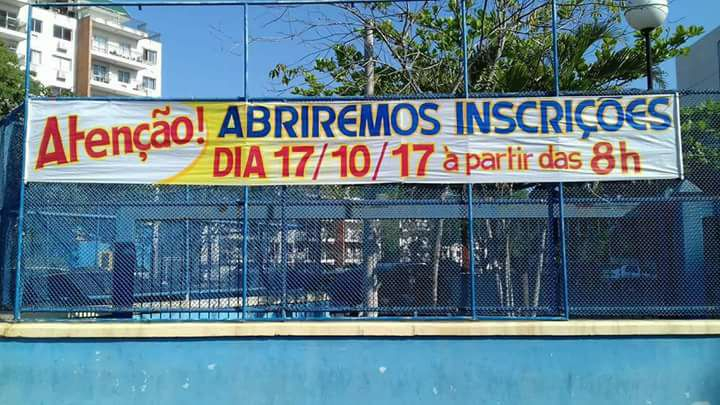 Atenção! ABRIREMOS INSCRIÇÕES
DIA 17/10/17 à partir das 8h